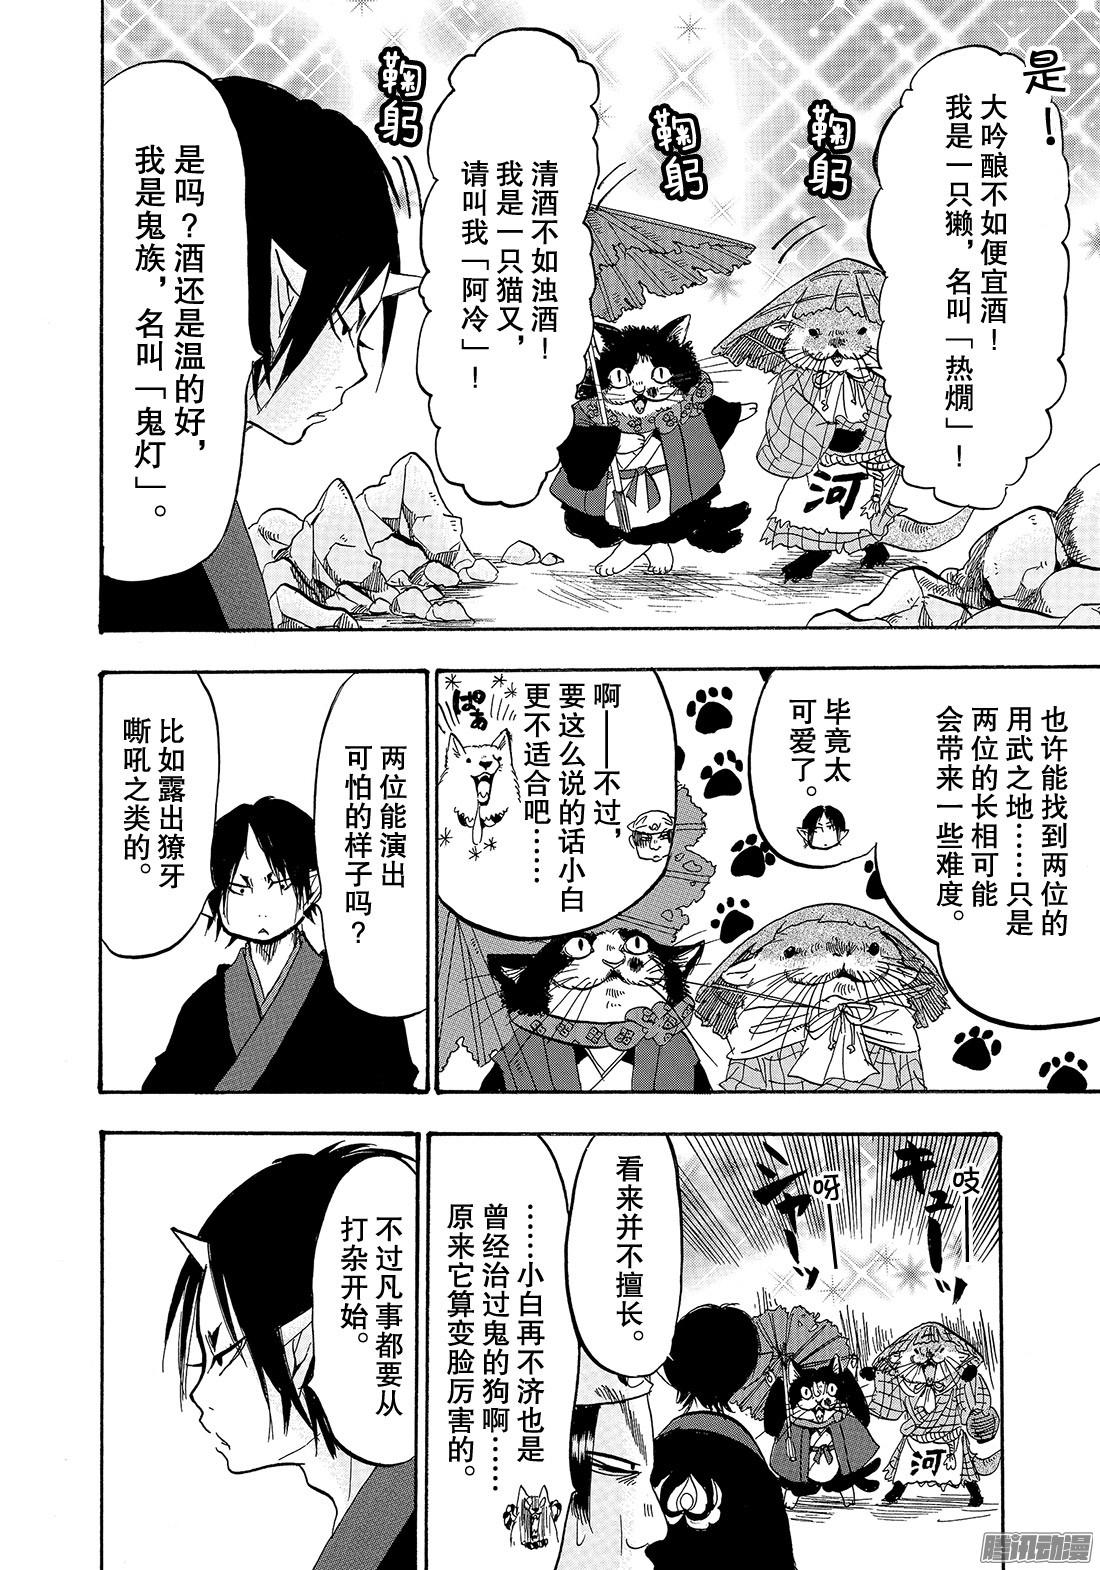 是！
大吟酿不如便宜酒！
我是一只獭，名叫「热燗」！
鞠躬
鞠躬
清酒不如浊酒！
我是一只猫又，
请叫我「阿冷」！
鞠躬
是吗？酒还是温的好，
我是鬼族，名叫「鬼灯」。
河
也许能找到两位的
用武之地……只是
两位的长相可能
会带来一些难度。
毕竟太
可爱了。
啊——不过，
要这么说的话小白
更不适合吧……
ぱあ
两位能演出
可怕的样子吗？
比如露出獠牙
嘶吼之类的。
吱——
キュー
呀——
シャーッ
河
看来并不擅长。
……小白再不济也是
曾经治过鬼的狗啊……
原来它算变脸厉害的。
不过凡事都要从
打杂开始。
腾讯动漫